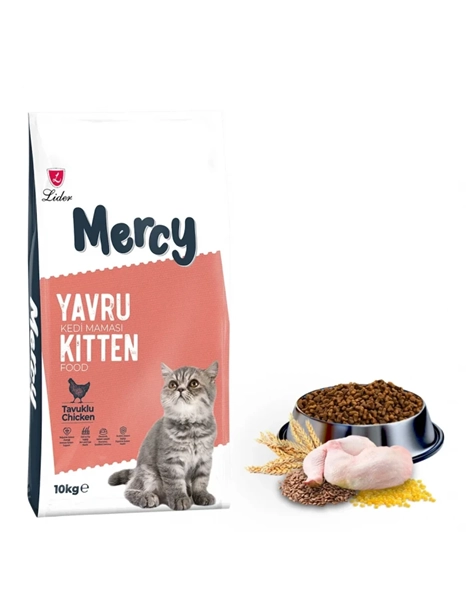 Lider
Mercy
YAVRU
KEDİ MAMASI
KITTEN
FOOD
Tavuklu
Chicken
10kg e
Mercy